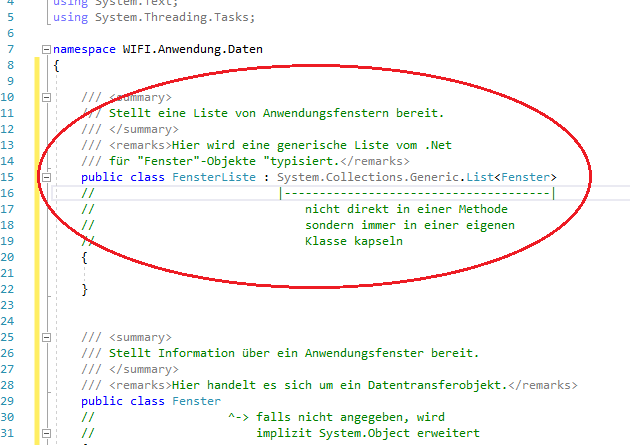 4 using System.Text;
5 using System.Threading.Tasks;
6
7 namespace WIFI.Anwendung.Daten
8 {
9
10 /// <summary>
11 /// Stellt eine Liste von Anwendungsfenstern bereit.
12 /// </summary>
13 /// <remarks>Hier wird eine generische Liste vom .Net
14 /// für "Fenster"-Objekte "typisiert.</remarks>
15 public class FensterListe : System.Collections.Generic.List<Fenster>
16 // |-------------------------------------|
17 // nicht direkt in einer Methode
18 // sondern immer in einer eigenen
19 // Klasse kapseln
20 {
21
22 }
23
24
25 /// <summary>
26 /// Stellt Information über ein Anwendungsfenster bereit.
27 /// </summary>
28 /// <remarks>Hier handelt es sich um ein Datentransferobjekt.</remarks>
29 public class Fenster
30 // ^-> falls nicht angegeben, wird
31 // implizit System.Object erweitert